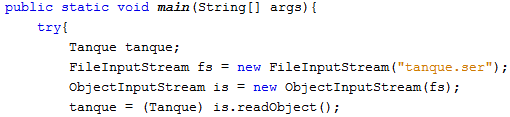 public static void main(String[] args){
try{
Tanque tanque;
FileInputStream fs = new FileInputStream("tanque.ser");
ObjectInputStream is = new ObjectInputStream(fs);
tanque = (Tanque) is.readObject();